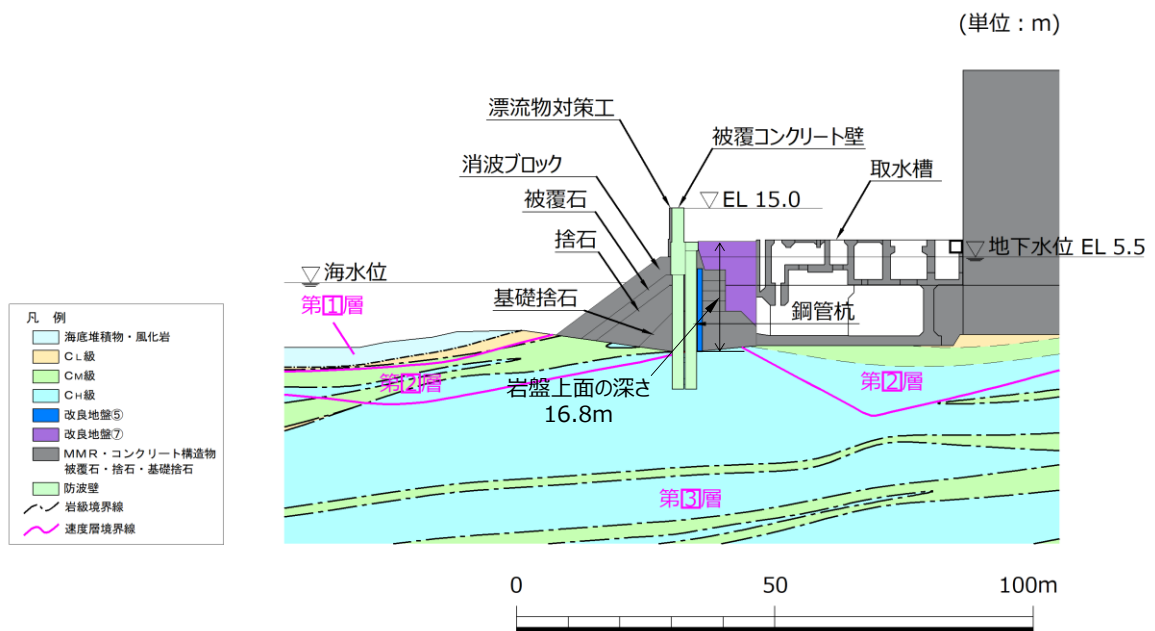 (単位：m)
漂流物対策工
被覆コンクリート壁
消波ブロック
取水槽
被覆石
▽ EL 15.0
捨石
地下水位 EL 5.5
海水位
基礎捨石
鋼管杭
第1層
第2層
岩盤上面の深さ
16.8m
第2層
第3層
凡 例
海底堆積物・風化岩
CL級
CM級
CH級
改良地盤⑤
改良地盤⑦
MMR・コンクリート構造物
被覆石・捨石・基礎捨石
防波壁
岩級境界線
速度層境界線
0 50 100m